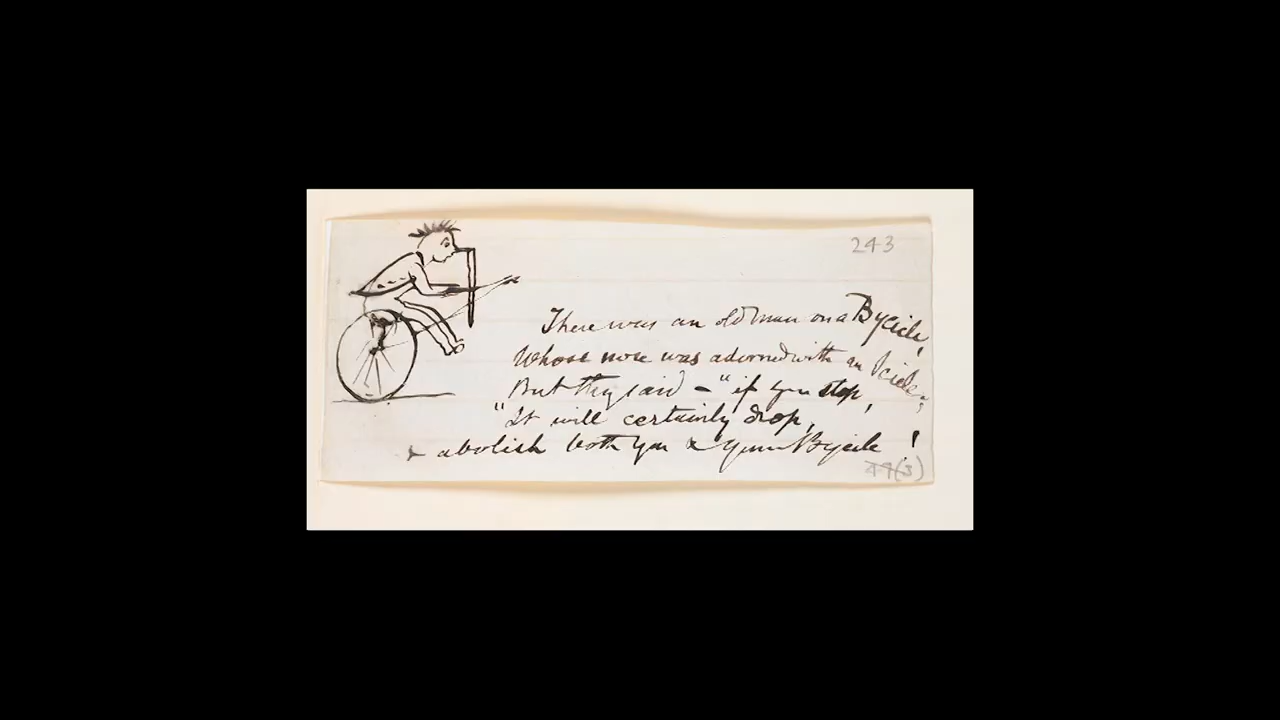 243
There was an old man on a Bycicle,
Whose nose was adorned with an Icicle;
But they said – "if you stop,
"It will certainly drop,
& abolish both you & your Bycicle!
44(3)